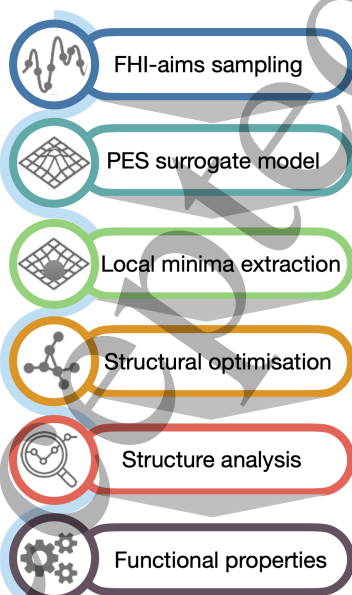 FHI-aims sampling
PES surrogate model
Local minima extraction
Structural optimisation
Structure analysis
Functional properties